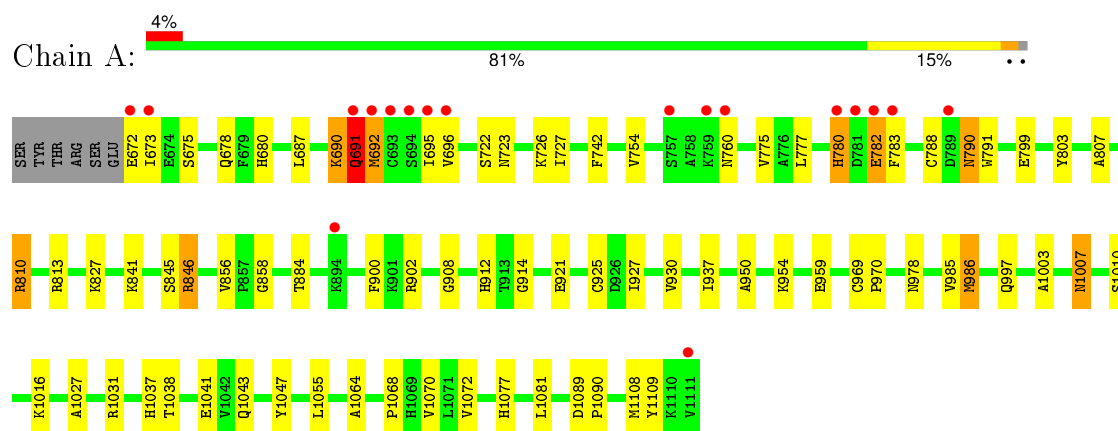 4%
Chain A:
81% 15% • •
SER TYR THR ARG SER GLU E672 I673 E674 S675 Q678 F679 H680 L687 K690 Q691 M692 C693 S694 I695 V696 S722 N723 K726 I727 F742 V754 S757 A758 K759 N760 V775 A776 L777 H780 D781 E782 F783 C788 D789 N790 W791 E799 Y803 A807
R810 R813 K827 K841 S845 R846 V856 P857 G858 T884 K894 F900 K901 R902 G908 H912 T913 G914 E921 C925 D926 I927 V930 I937 A950 K954 E959 C969 P970 N978 V985 M986 Q997 A1003 N1007 S1010
K1016 A1027 R1031 H1037 T1038 E1041 V1042 Q1043 Y1047 L1055 A1064 P1068 H1069 V1070 L1071 V1072 H1077 L1081 D1089 P1090 M1108 Y1109 K1110 V1111